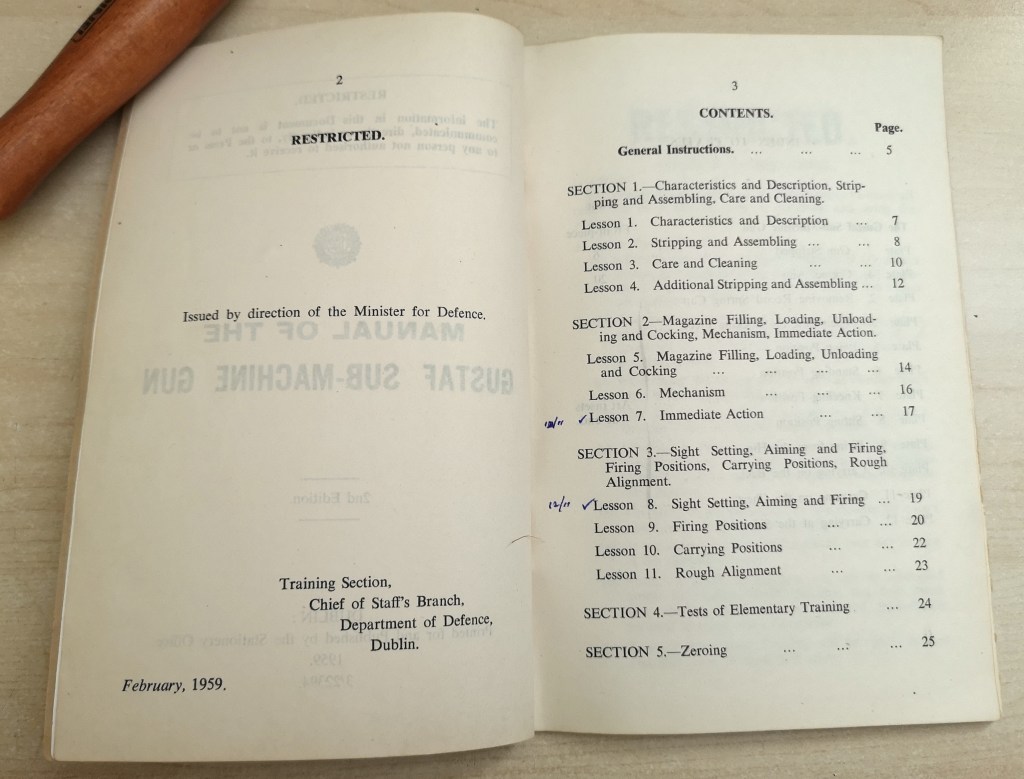 2
RESTRICTED.
Issued by direction of the Minister for Defence.
Training Section,
Chief of Staff's Branch,
Department of Defence,
Dublin.
February, 1959.
3
CONTENTS.
Page.
General Instructions. ... ... ... 5
SECTION 1.—Characteristics and Description, Strip-
ping and Assembling, Care and Cleaning.
Lesson 1. Characteristics and Description ... 7
Lesson 2. Stripping and Assembling ... ... 8
Lesson 3. Care and Cleaning ... ... 10
Lesson 4. Additional Stripping and Assembling ... 12
SECTION 2—Magazine Filling, Loading, Unload-
ing and Cocking, Mechanism, Immediate Action.
Lesson 5. Magazine Filling, Loading, Unloading
and Cocking ... ... ... ... 14
Lesson 6. Mechanism ... ... ... 16
✓Lesson 7. Immediate Action ... ... 17
SECTION 3.—Sight Setting, Aiming and Firing,
Firing Positions, Carrying Positions, Rough
Alignment.
12/11 ✓Lesson 8. Sight Setting, Aiming and Firing ... 19
Lesson 9. Firing Positions ... ... 20
Lesson 10. Carrying Positions ... ... 22
Lesson 11. Rough Alignment ... ... 23
SECTION 4.—Tests of Elementary Training ... 24
SECTION 5.—Zeroing ... ... ... 25